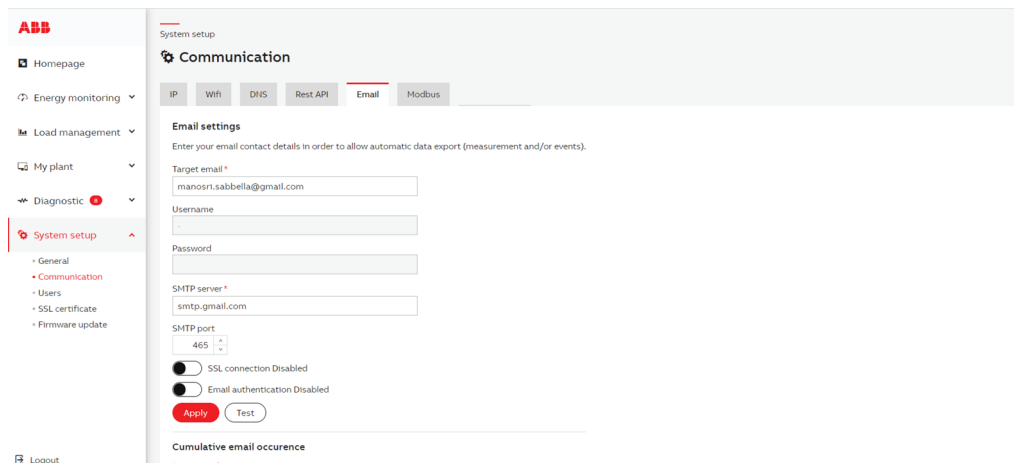 ABB
Homepage
Energy monitoring
Load management
My plant
Diagnostic 8
System setup
General
Communication
Users
SSL certificate
Firmware update
Logout
System setup
Communication
IP Wifi DNS Rest API Email Modbus
Email settings
Enter your email contact details in order to allow automatic data export (measurement and/or events).
Target email*
manosri.sabbella@gmail.com
Username
.
Password
SMTP server*
smtp.gmail.com
SMTP port
465
SSL connection Disabled
Email authentication Disabled
Apply Test
Cumulative email occurence